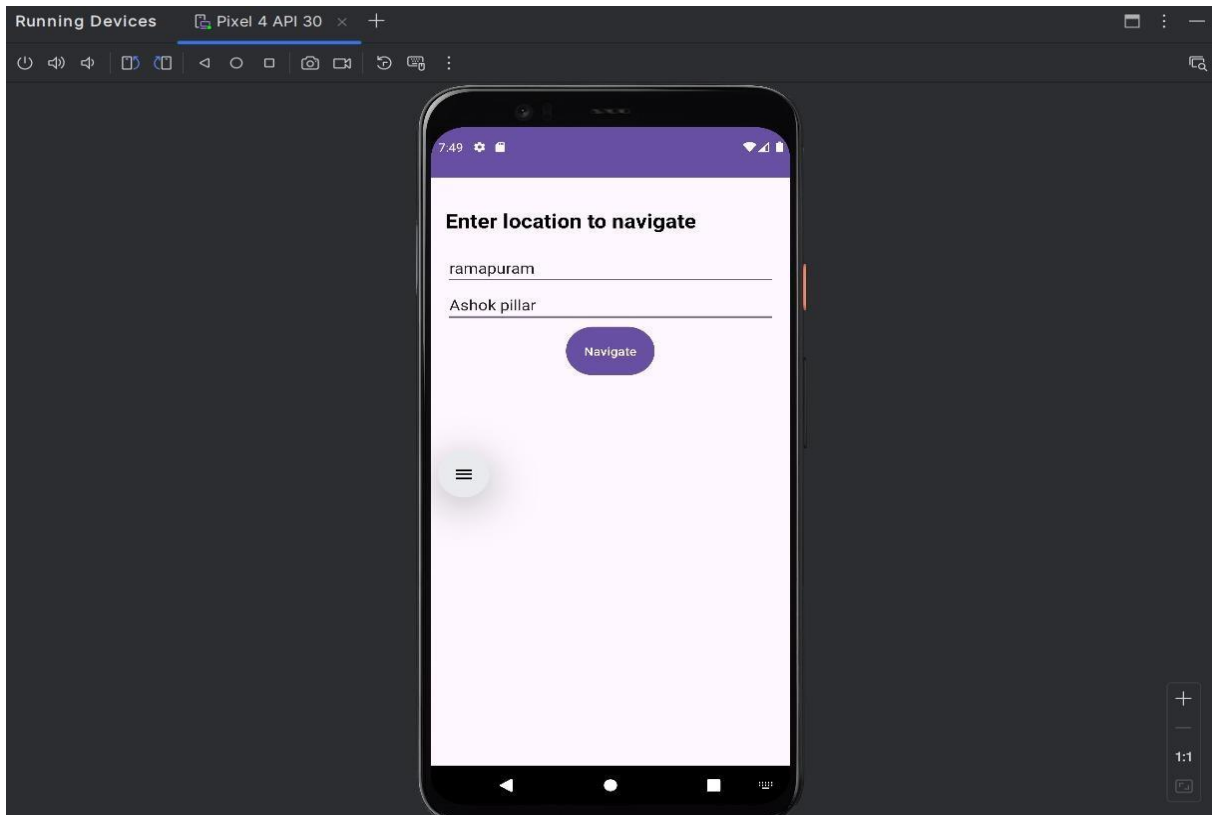 Running Devices Pixel 4 API 30
7:49
Enter location to navigate
ramapuram
Ashok pillar
Navigate
1:1